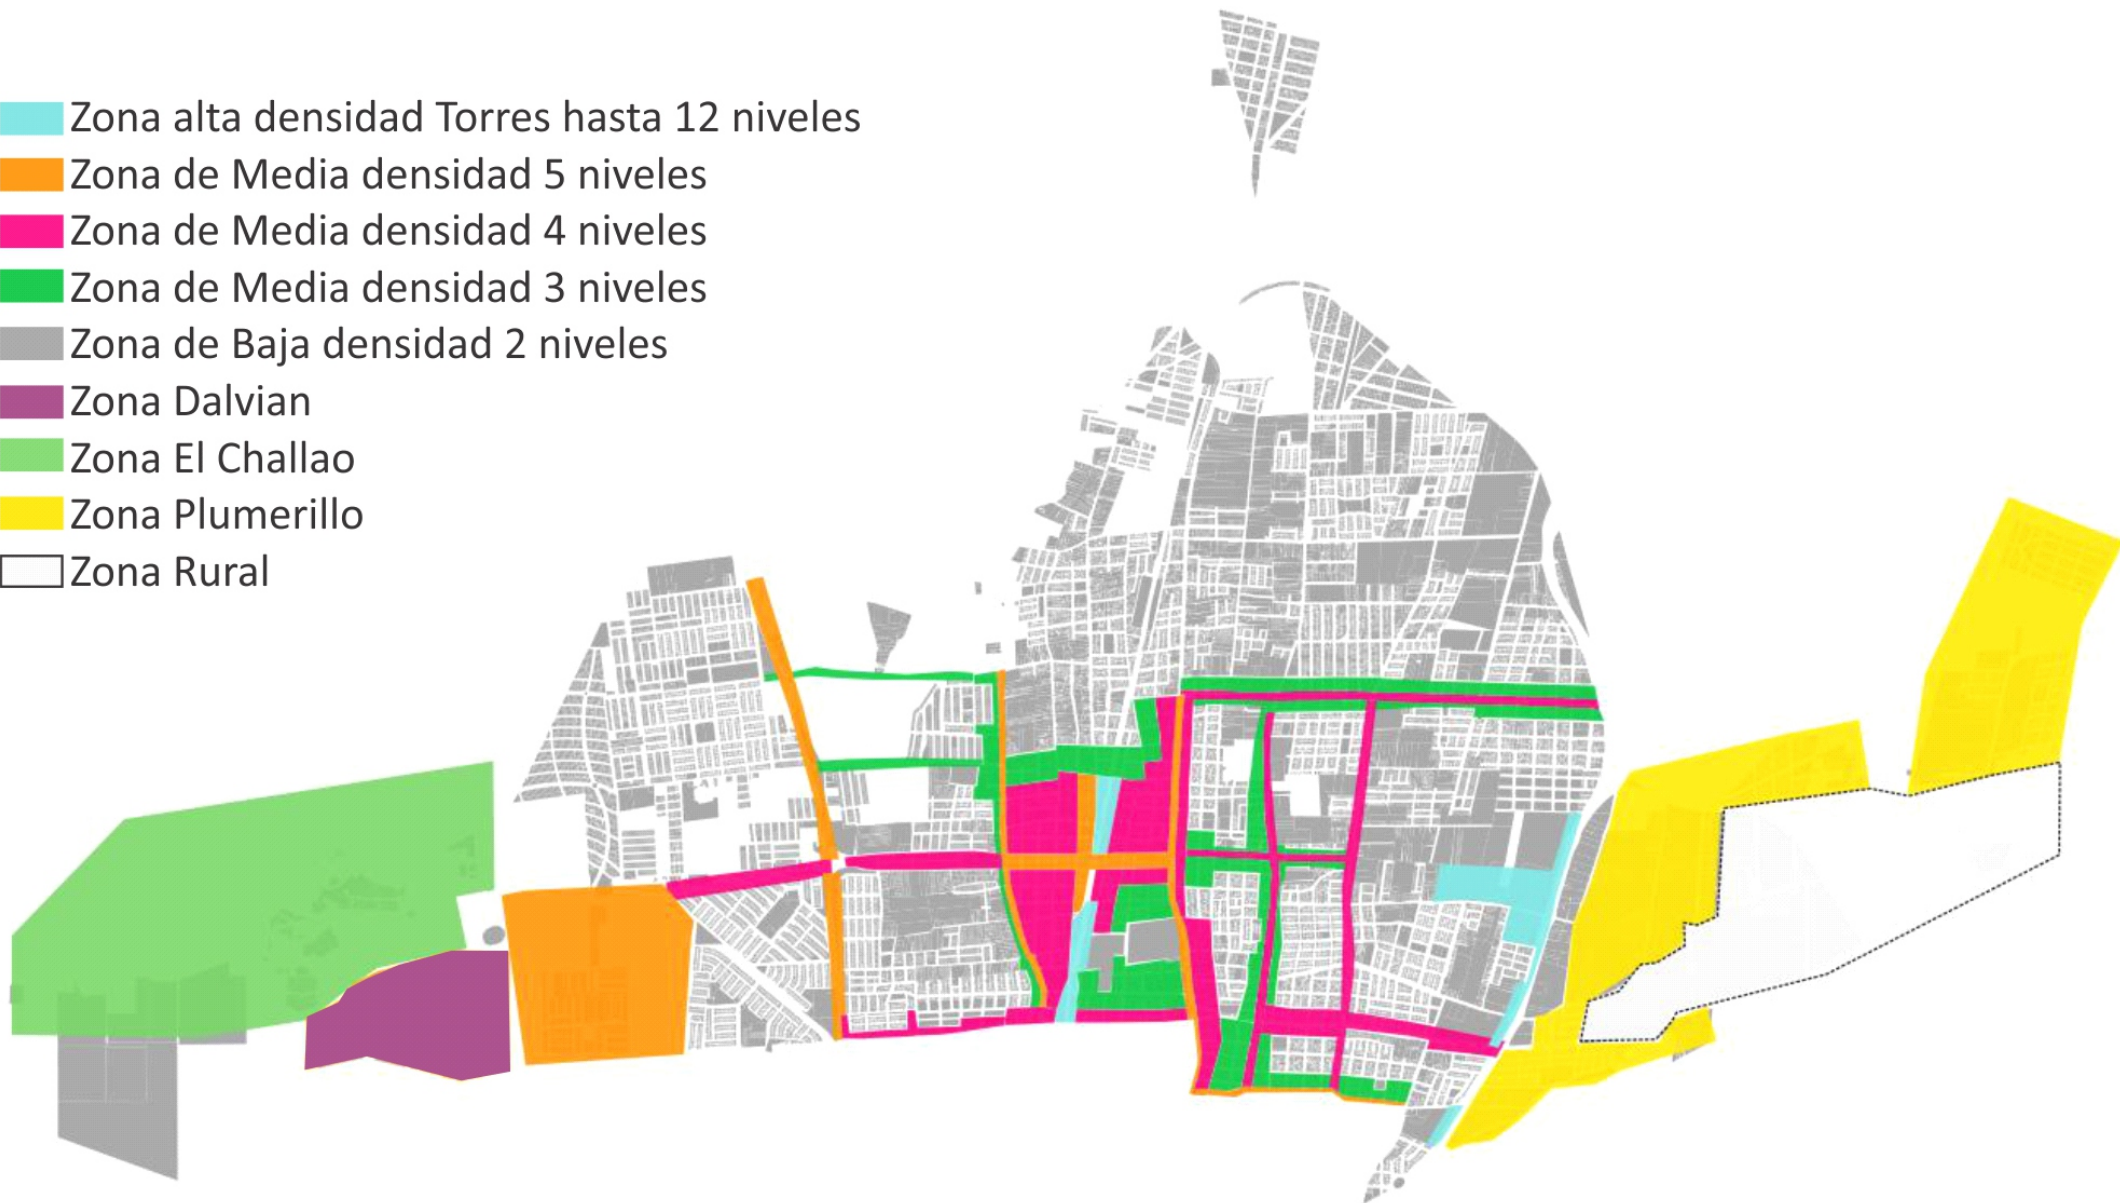 Zona alta densidad Torres hasta 12 niveles
Zona de Media densidad 5 niveles
Zona de Media densidad 4 niveles
Zona de Media densidad 3 niveles
Zona de Baja densidad 2 niveles
Zona Dalvian
Zona El Challao
Zona Plumerillo
Zona Rural